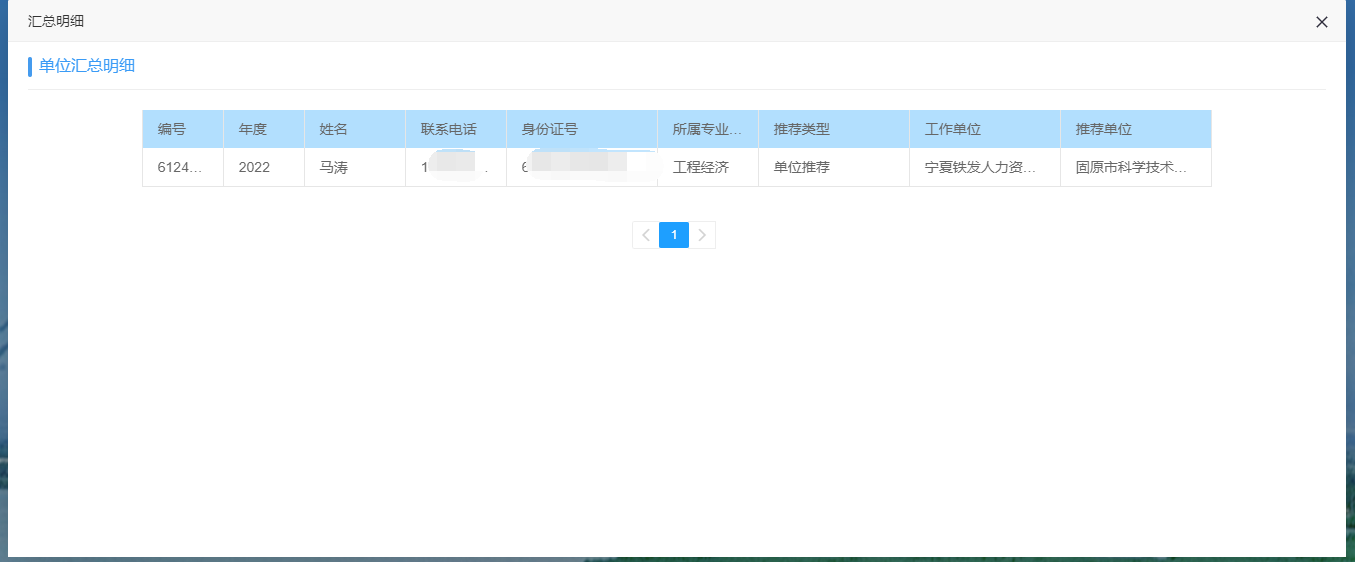 汇总明细
单位汇总明细
编号 年度 姓名 联系电话 身份证号 所属专业… 推荐类型 工作单位 推荐单位
6124… 2022 马涛 1 . 6 工程经济 单位推荐 宁夏铁发人力资… 固原市科学技术…
1